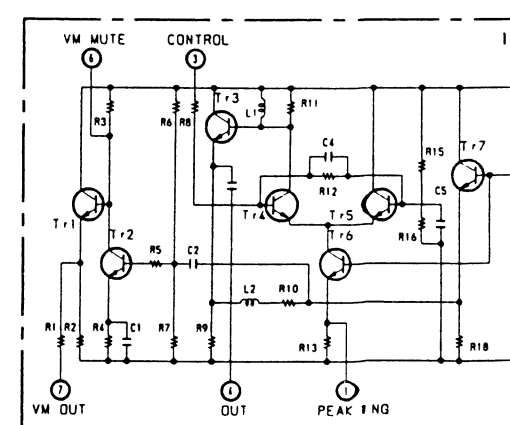 VM MUTE CONTROL
6 3
R3 R6 R8 Tr3 L1 R11 Tr7
C4 R15
R12 C5
Tr1 Tr4 Tr5
Tr2 Tr6 R16
R5 C2
L2 R10
R1 R2 R4 C1 R7 R9 R13 R18
7 4 1
VM OUT OUT PEAK ING